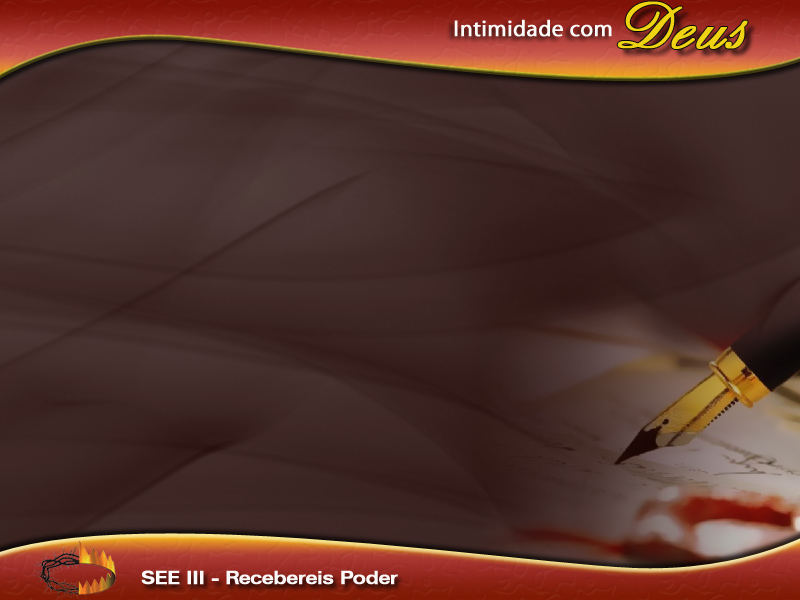 Intimidade com Deus
SEE III - Recebereis Poder